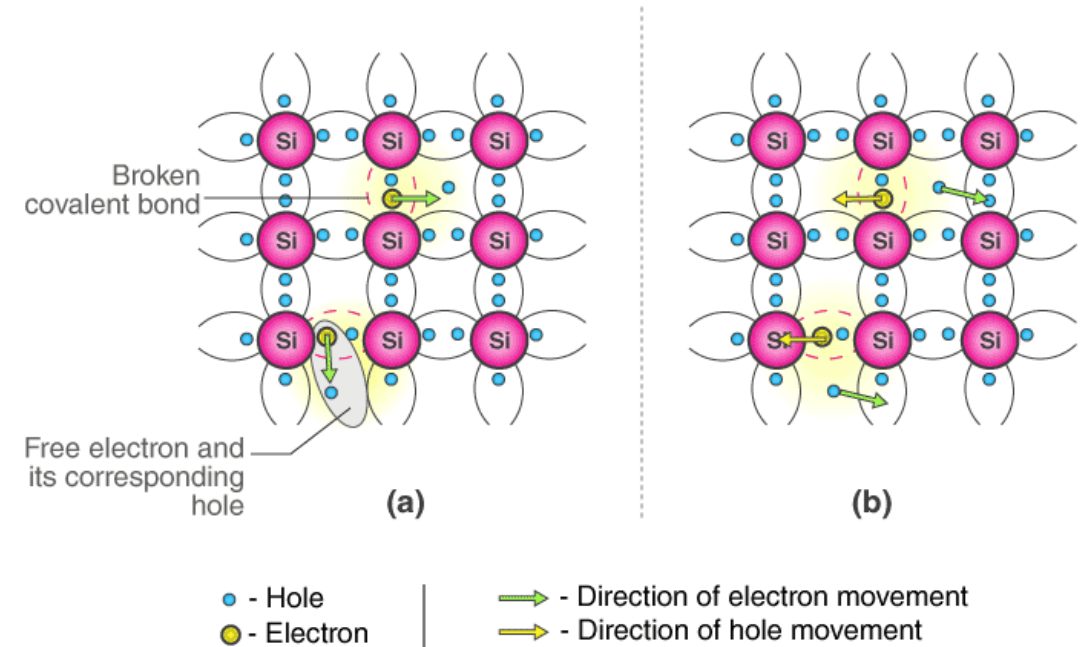 Si Si Si
Broken
covalent bond
Si Si Si
Si Si Si
Free electron and
its corresponding
hole
(a)
Si Si Si
Si Si Si
Si Si Si
(b)
- Hole
- Electron
- Direction of electron movement
- Direction of hole movement